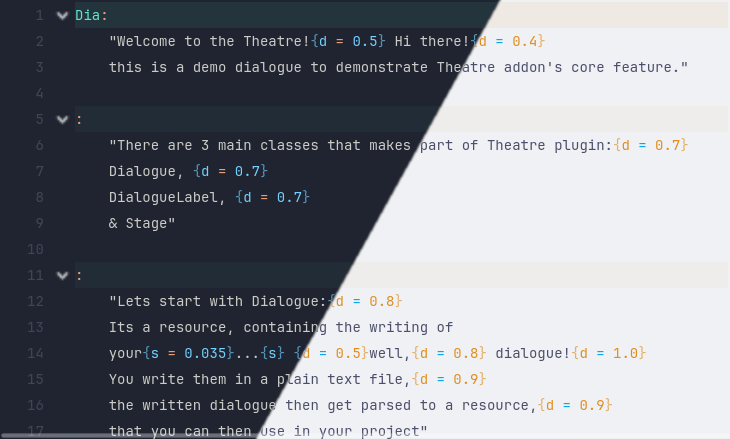 1 Dia:
2 "Welcome to the Theatre!{d = 0.5} Hi there!{d = 0.4}
3 this is a demo dialogue to demonstrate Theatre addon's core feature."
4
5 :
6 "There are 3 main classes that makes part of Theatre plugin:{d = 0.7}
7 Dialogue, {d = 0.7}
8 DialogueLabel, {d = 0.7}
9 & Stage"
10
11 :
12 "Lets start with Dialogue:{d = 0.8}
13 Its a resource, containing the writing of
14 your{s = 0.035}...{s} {d = 0.5}well,{d = 0.8} dialogue!{d = 1.0}
15 You write them in a plain text file,{d = 0.9}
16 the written dialogue then get parsed to a resource,{d = 0.9}
17 that you can then use in your project"